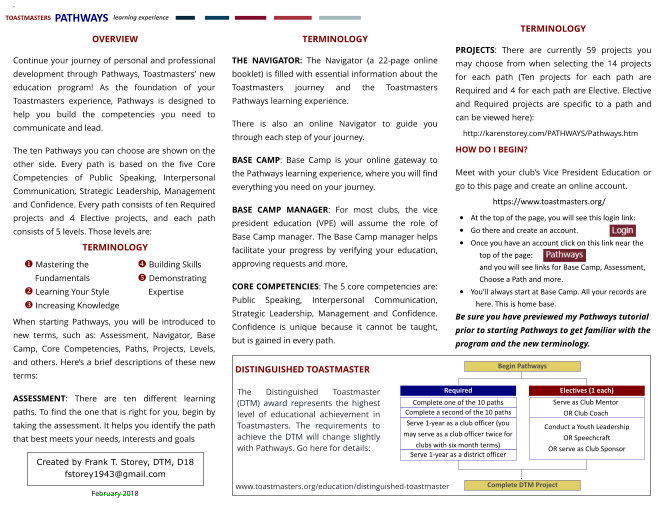 TOASTMASTERS PATHWAYS learning experience
OVERVIEW
Continue your journey of personal and professional
development through Pathways, Toastmasters' new
education program! As the foundation of your
Toastmasters experience, Pathways is designed to
help you build the competencies you need to
communicate and lead.
The ten Pathways you can choose are shown on the
other side. Every path is based on the five Core
Competencies of Public Speaking, Interpersonal
Communication, Strategic Leadership, Management
and Confidence. Every path consists of ten Required
projects and 4 Elective projects, and each path
consists of 5 levels. Those levels are:
TERMINOLOGY
❶ Mastering the
Fundamentals
❷ Learning Your Style
❸ Increasing Knowledge
❹ Building Skills
❺ Demonstrating
Expertise
When starting Pathways, you will be introduced to
new terms, such as: Assessment, Navigator, Base
Camp, Core Competencies, Paths, Projects, Levels,
and others. Here's a brief descriptions of these new
terms:
ASSESSMENT: There are ten different learning
paths. To find the one that is right for you, begin by
taking the assessment. It helps you identify the path
that best meets your needs, interests and goals
Created by Frank T. Storey, DTM, D18
fstorey1943@gmail.com
February 2018
TERMINOLOGY
THE NAVIGATOR: The Navigator (a 22-page online
booklet) is filled with essential information about the
Toastmasters journey and the Toastmasters
Pathways learning experience.
There is also an online Navigator to guide you
through each step of your journey.
BASE CAMP: Base Camp is your online gateway to
the Pathways learning experience, where you will find
everything you need on your journey.
BASE CAMP MANAGER: For most clubs, the vice
president education (VPE) will assume the role of
Base Camp manager. The Base Camp manager helps
facilitate your progress by verifying your education,
approving requests and more.
CORE COMPETENCIES: The 5 core competencies are:
Public Speaking, Interpersonal Communication,
Strategic Leadership, Management and Confidence.
Confidence is unique because it cannot be taught,
but is gained in every path.
TERMINOLOGY
PROJECTS: There are currently 59 projects you
may choose from when selecting the 14 projects
for each path (Ten projects for each path are
Required and 4 for each path are Elective. Elective
and Required projects are specific to a path and
can be viewed here):
http://karenstorey.com/PATHWAYS/Pathways.htm
HOW DO I BEGIN?
Meet with your club's Vice President Education or
go to this page and create an online account.
https://www.toastmasters.org/
• At the top of the page, you will see this login link:
• Go there and create an account. Login
• Once you have an account click on this link near the
top of the page: Pathways
and you will see links for Base Camp, Assessment,
Choose a Path and more.
• You'll always start at Base Camp. All your records are
here. This is home base.
Be sure you have previewed my Pathways tutorial
prior to starting Pathways to get familiar with the
program and the new terminology.
DISTINGUISHED TOASTMASTER
The Distinguished Toastmaster
(DTM) award represents the highest
level of educational achievement in
Toastmasters. The requirements to
achieve the DTM will change slightly
with Pathways. Go here for details:
www.toastmasters.org/education/distinguished-toastmaster
Begin Pathways
Required
Complete one of the 10 paths
Complete a second of the 10 paths
Serve 1-year as a club officer (you
may serve as a club officer twice for
clubs with six month terms)
Serve 1-year as a district officer
Electives (1 each)
Serve as Club Mentor
OR Club Coach
Conduct a Youth Leadership
OR Speechcraft
OR serve as Club Sponsor
Complete DTM Project